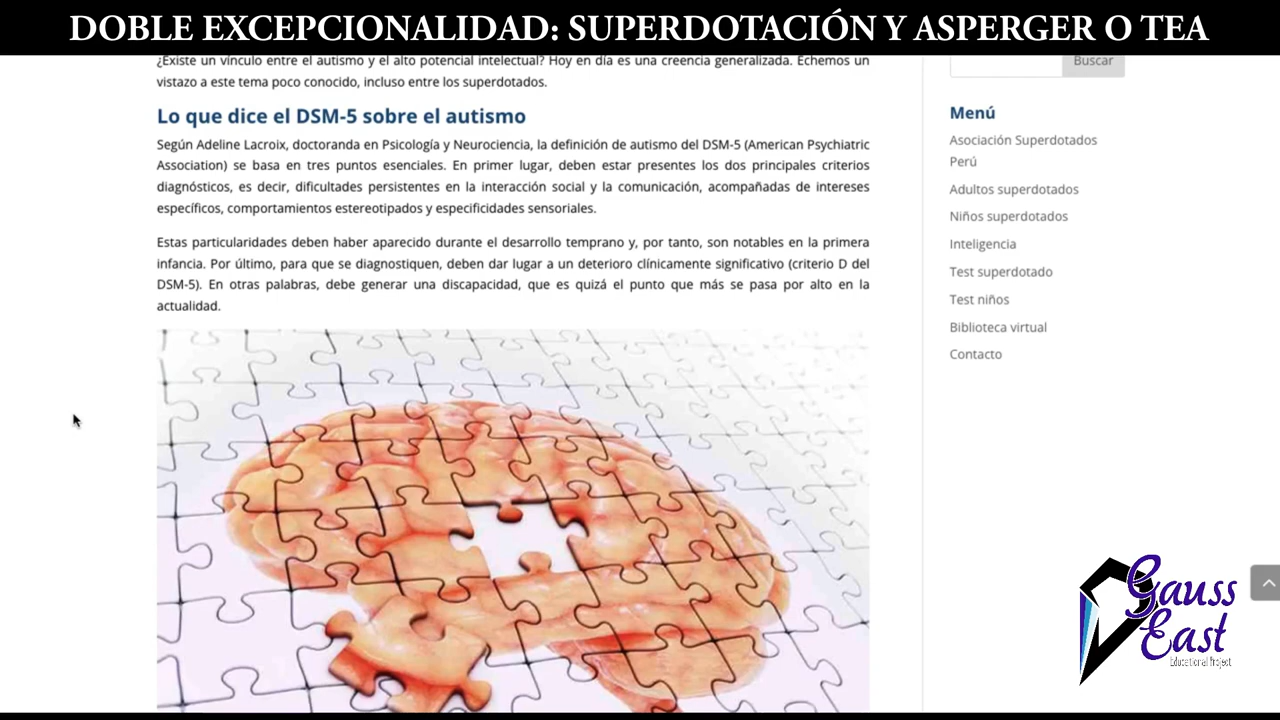 DOBLE EXCEPCIONALIDAD: SUPERDOTACIÓN Y ASPERGER O TEA
¿Existe un vínculo entre el autismo y el alto potencial intelectual? Hoy en día es una creencia generalizada. Echemos un
vistazo a este tema poco conocido, incluso entre los superdotados.
Lo que dice el DSM-5 sobre el autismo
Según Adeline Lacroix, doctoranda en Psicología y Neurociencia, la definición de autismo del DSM-5 (American Psychiatric
Association) se basa en tres puntos esenciales. En primer lugar, deben estar presentes los dos principales criterios
diagnósticos, es decir, dificultades persistentes en la interacción social y la comunicación, acompañadas de intereses
específicos, comportamientos estereotipados y especificidades sensoriales.
Estas particularidades deben haber aparecido durante el desarrollo temprano y, por tanto, son notables en la primera
infancia. Por último, para que se diagnostiquen, deben dar lugar a un deterioro clínicamente significativo (criterio D del
DSM-5). En otras palabras, debe generar una discapacidad, que es quizá el punto que más se pasa por alto en la
actualidad.
Buscar
Menú
Asociación Superdotados
Perú
Adultos superdotados
Niños superdotados
Inteligencia
Test superdotado
Test niños
Biblioteca virtual
Contacto
Gauss
East
Educational Project